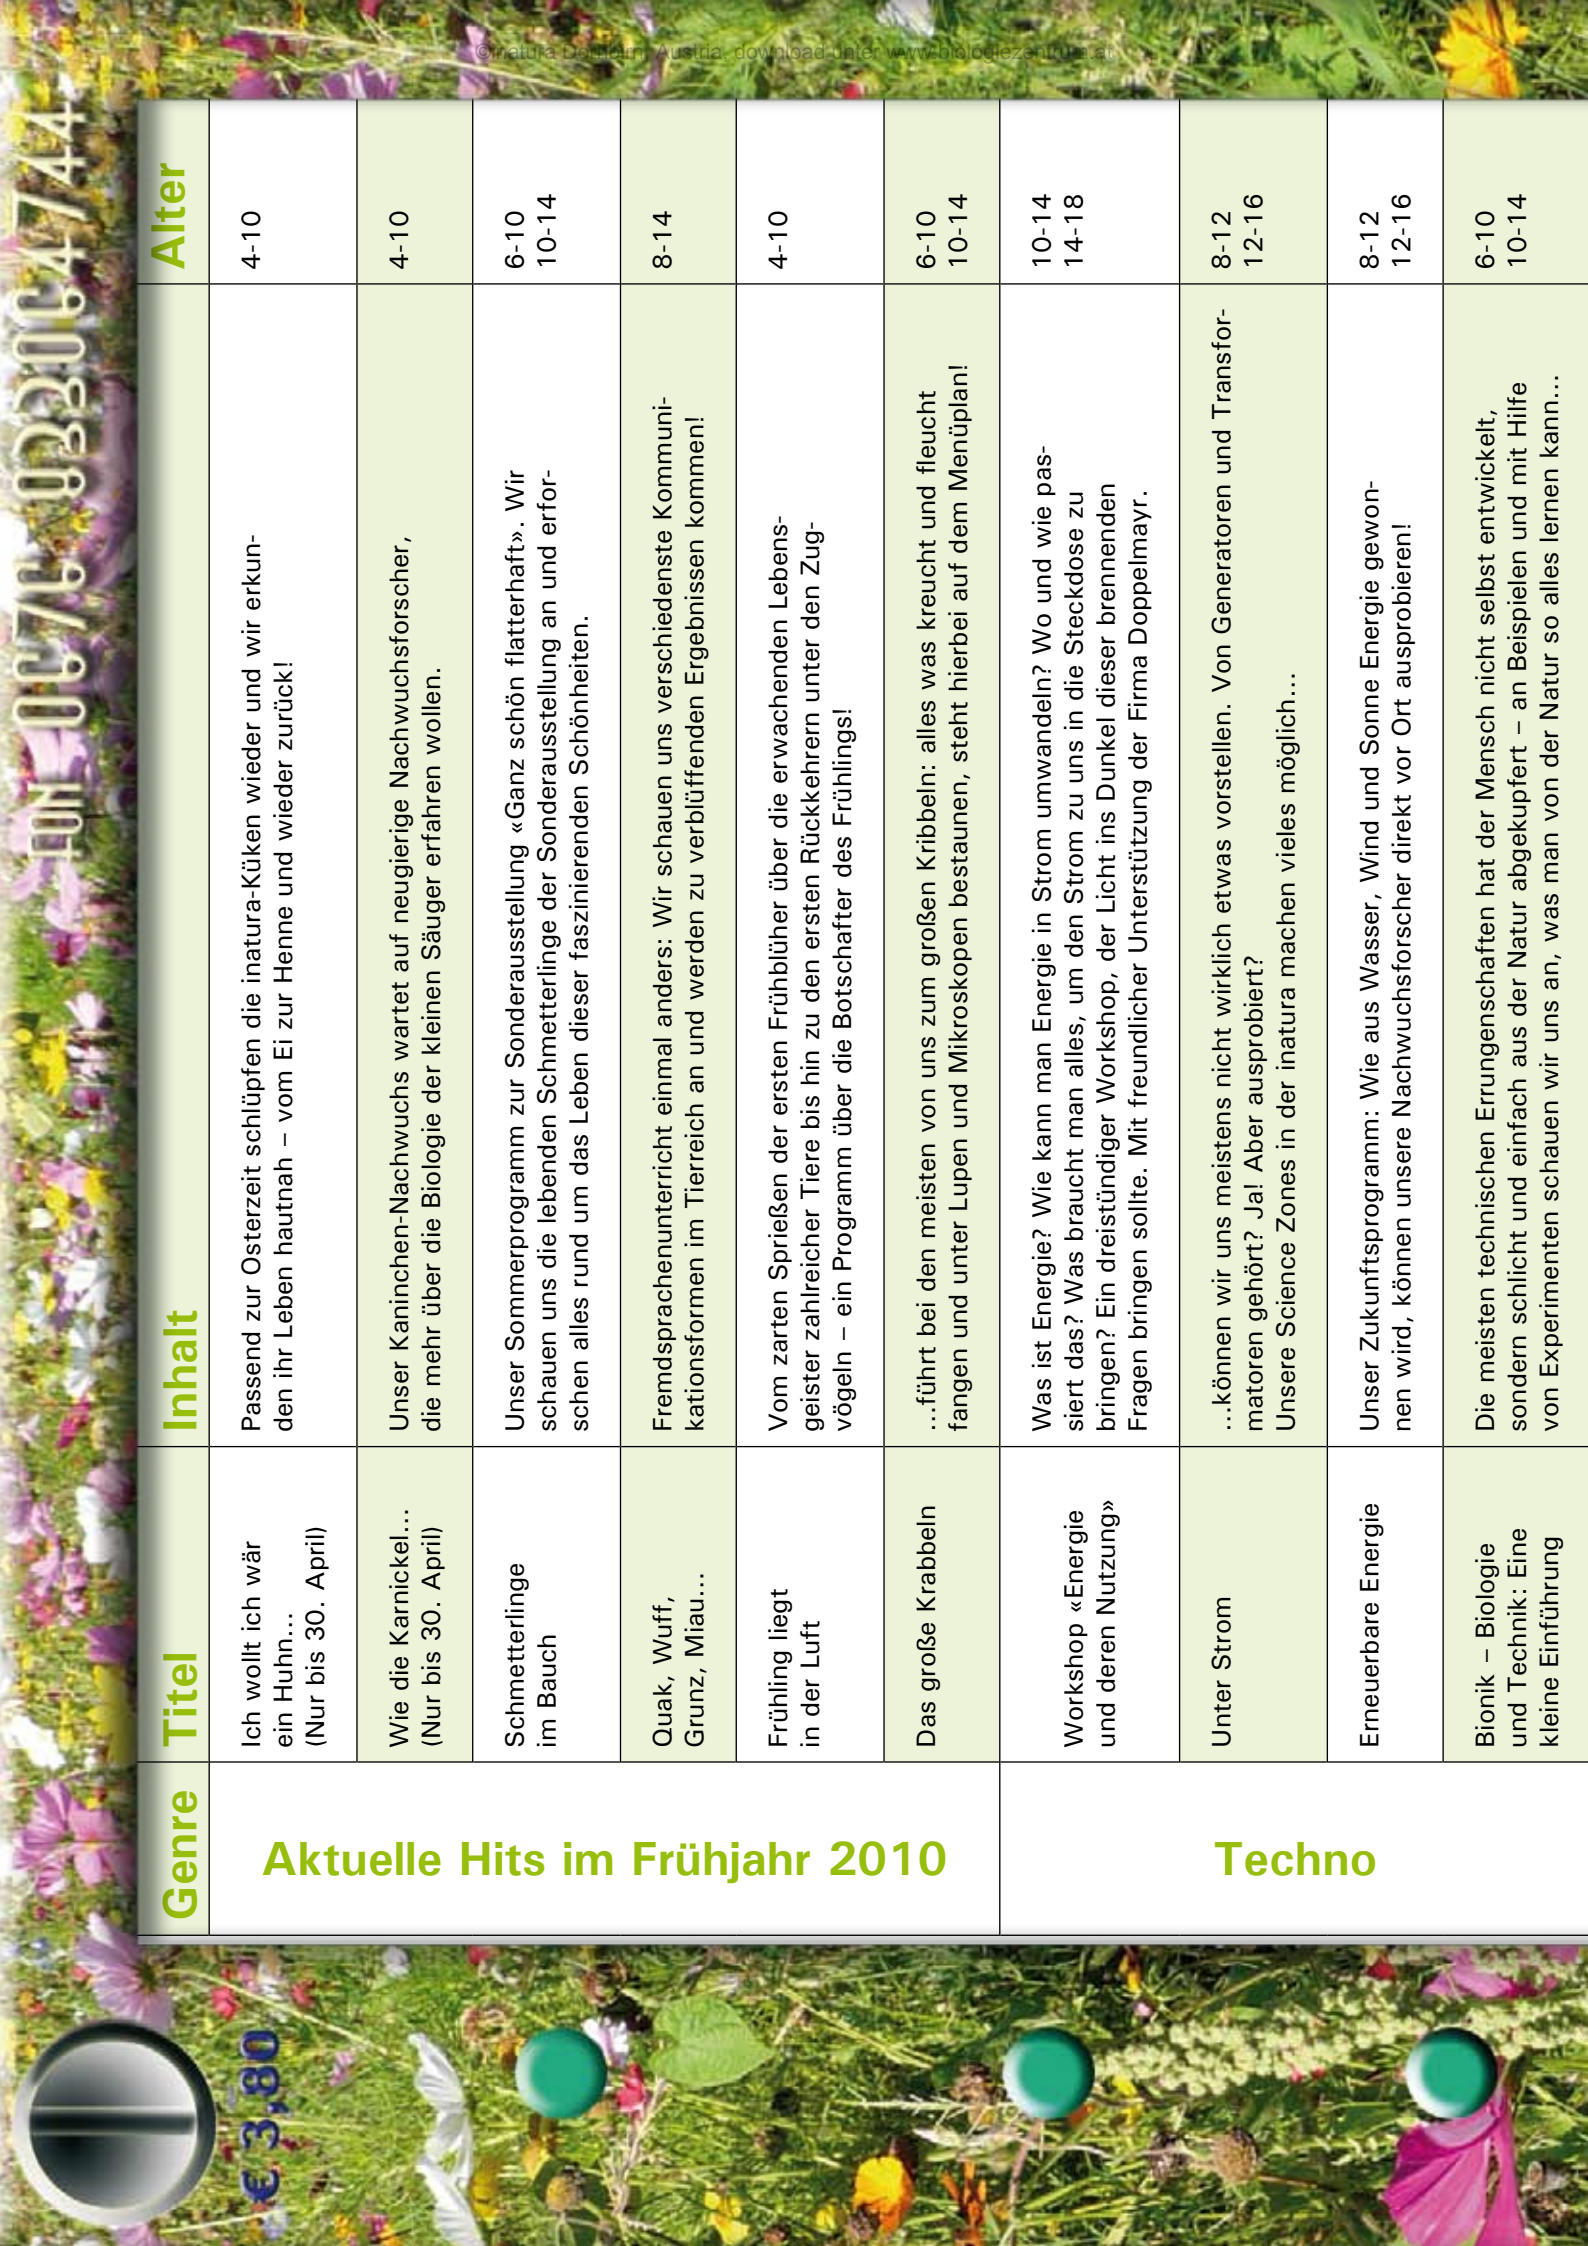 ©inatura Dornbirn, Austria, download unter www.biologiezentrum.at
Genre
Titel
Inhalt
Alter
Aktuelle Hits im Frühjahr 2010
Ich wollt ich wär
ein Huhn...
(Nur bis 30. April)
Passend zur Osterzeit schlüpfen die inatura-Küken wieder und wir erkun-
den ihr Leben hautnah – vom Ei zur Henne und wieder zurück!
4-10
Wie die Karnickel...
(Nur bis 30. April)
Unser Kaninchen-Nachwuchs wartet auf neugierige Nachwuchsforscher,
die mehr über die Biologie der kleinen Säuger erfahren wollen.
4-10
Schmetterlinge
im Bauch
Unser Sommerprogramm zur Sonderausstellung «Ganz schön flatterhaft». Wir
schauen uns die lebenden Schmetterlinge der Sonderausstellung an und erfor-
schen alles rund um das Leben dieser faszinierenden Schönheiten.
6-10
10-14
Quak, Wuff,
Grunz, Miau...
Fremdsprachenunterricht einmal anders: Wir schauen uns verschiedenste Kommuni-
kationsformen im Tierreich an und werden zu verblüffenden Ergebnissen kommen!
8-14
Frühling liegt
in der Luft
Vom zarten Sprießen der ersten Frühblüher über die erwachenden Lebens-
geister zahlreicher Tiere bis hin zu den ersten Rückkehrern unter den Zug-
vögeln – ein Programm über die Botschafter des Frühlings!
4-10
Das große Krabbeln
...führt bei den meisten von uns zum großen Kribbeln: alles was kreucht und fleucht
fangen und unter Lupen und Mikroskopen bestaunen, steht hierbei auf dem Menüplan!
6-10
10-14
Techno
Workshop «Energie
und deren Nutzung»
Was ist Energie? Wie kann man Energie in Strom umwandeln? Wo und wie pas-
siert das? Was braucht man alles, um den Strom zu uns in die Steckdose zu
bringen? Ein dreistündiger Workshop, der Licht ins Dunkel dieser brennenden
Fragen bringen sollte. Mit freundlicher Unterstützung der Firma Doppelmayr.
10-14
14-18
Unter Strom
...können wir uns meistens nicht wirklich etwas vorstellen. Von Generatoren und Transfor-
matoren gehört? Ja! Aber ausprobiert?
Unsere Science Zones in der inatura machen vieles möglich...
8-12
12-16
Erneuerbare Energie
Unser Zukunftsprogramm: Wie aus Wasser, Wind und Sonne Energie gewon-
nen wird, können unsere Nachwuchsforscher direkt vor Ort ausprobieren!
8-12
12-16
Bionik – Biologie
und Technik: Eine
kleine Einführung
Die meisten technischen Errungenschaften hat der Mensch nicht selbst entwickelt,
sondern schlicht und einfach aus der Natur abgekupfert – an Beispielen und mit Hilfe
von Experimenten schauen wir uns an, was man von der Natur so alles lernen kann...
6-10
10-14
€ 3,80